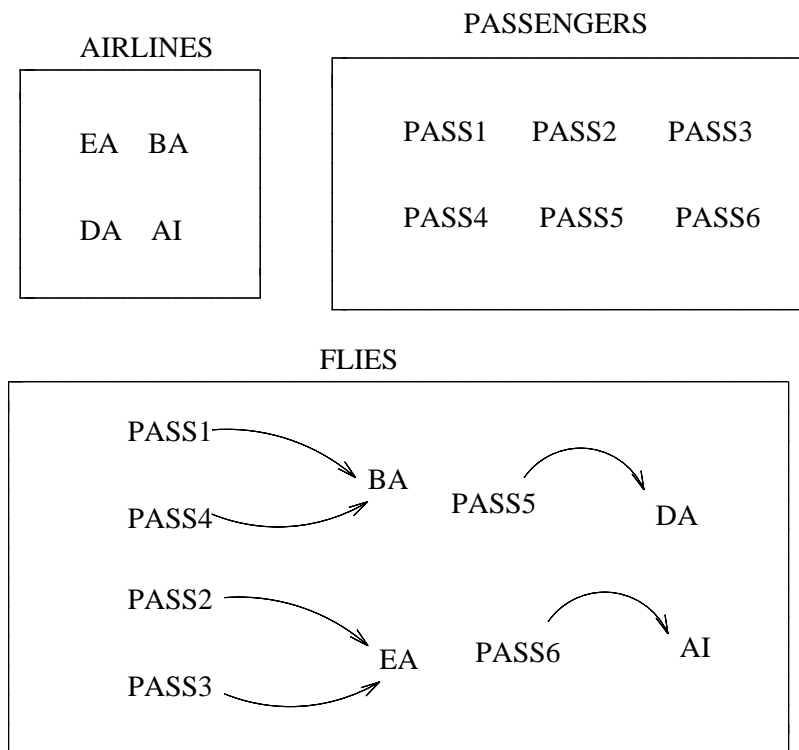 AIRLINES
EA BA
DA AI
PASSENGERS
PASS1 PASS2 PASS3
PASS4 PASS5 PASS6
FLIES
PASS1
BA
PASS4
PASS5
DA
PASS2
EA
PASS3
PASS6
AI